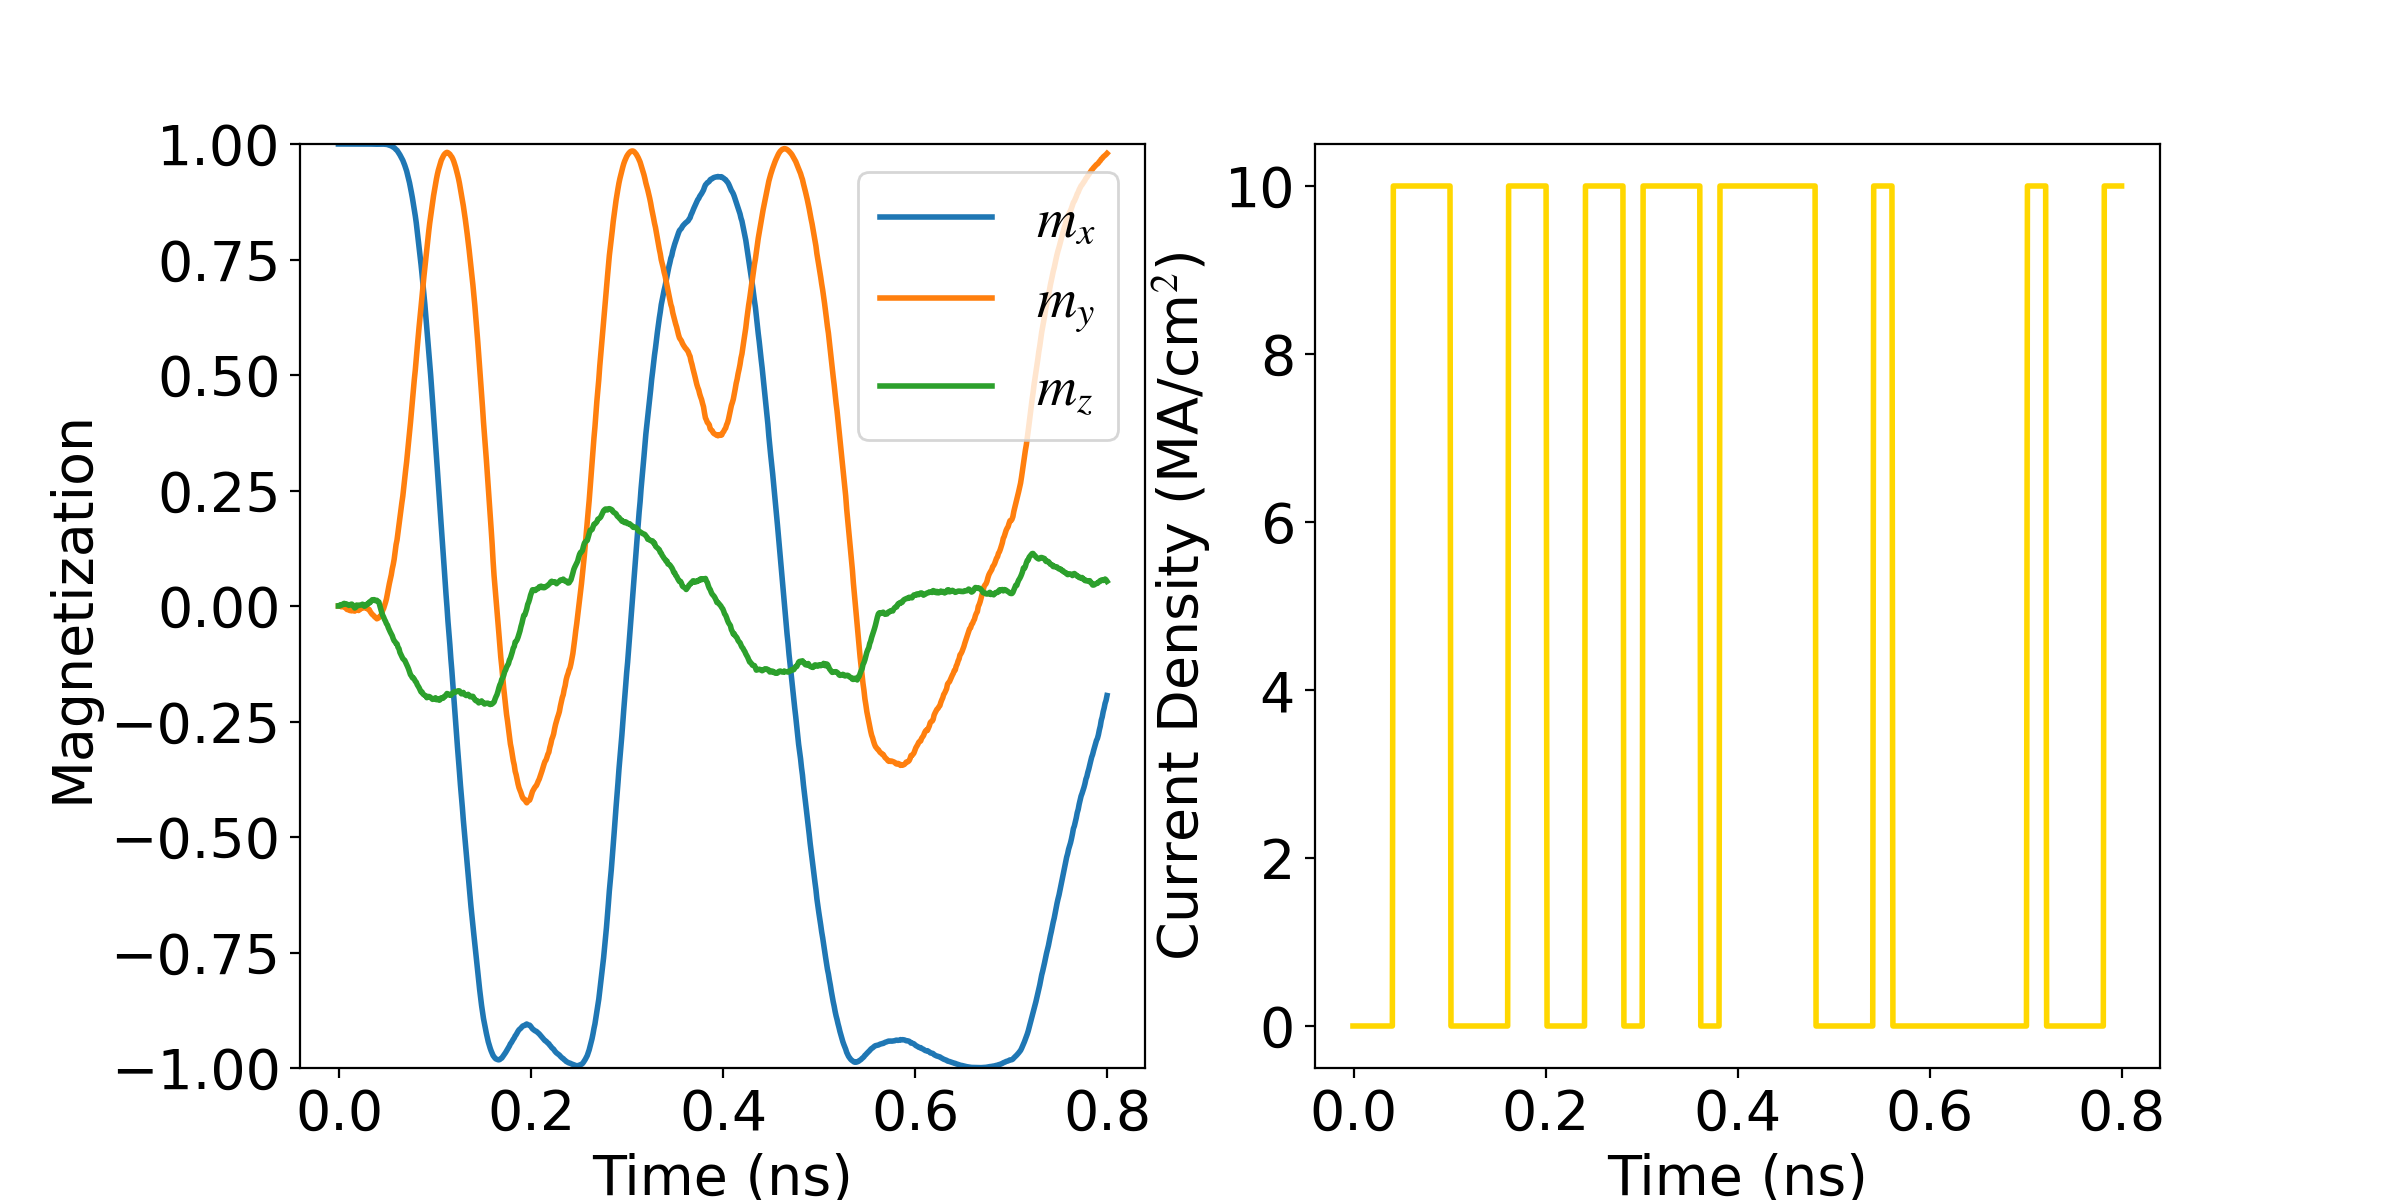 1.00
0.75
0.50
0.25
0.00
−0.25
−0.50
−0.75
−1.00
Magnetization
0.0 0.2 0.4 0.6 0.8
Time (ns)
m_x
m_y
m_z
10
8
6
4
2
0
Current Density (MA/cm²)
0.0 0.2 0.4 0.6 0.8
Time (ns)